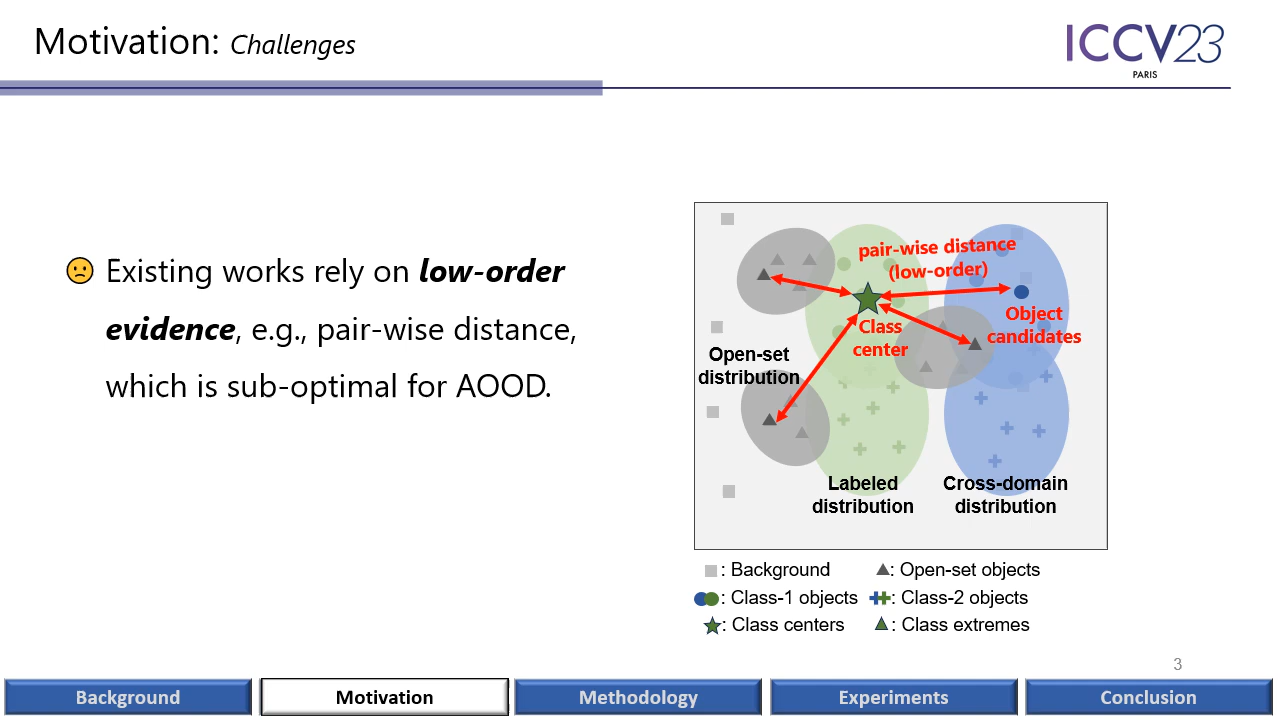 Motivation: Challenges
ICCV23
PARIS
Existing works rely on low-order
evidence, e.g., pair-wise distance,
which is sub-optimal for AOOD.
pair-wise distance
(low-order)
Class
center
Object
candidates
Open-set
distribution
Labeled
distribution
Cross-domain
distribution
: Background
: Open-set objects
: Class-1 objects
: Class-2 objects
: Class centers
: Class extremes
3
Background
Motivation
Methodology
Experiments
Conclusion